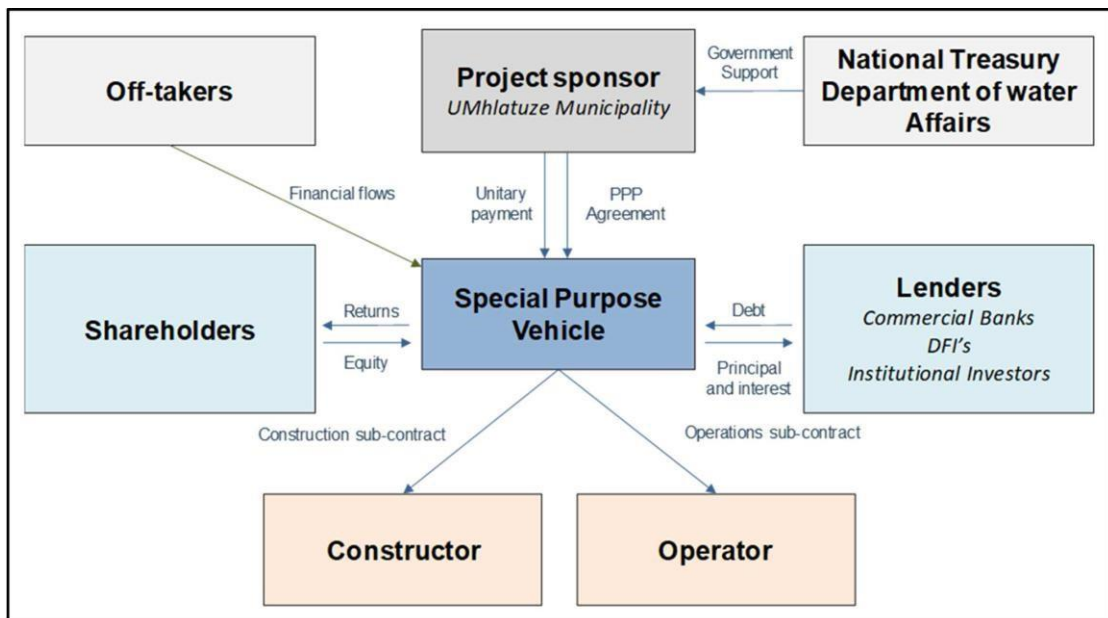 Off-takers
Project sponsor
UMhlatuze Municipality
Government
Support
National Treasury
Department of water
Affairs
Financial flows
Unitary
payment
PPP
Agreement
Shareholders
Returns
Equity
Special Purpose
Vehicle
Debt
Principal
and interest
Lenders
Commercial Banks
DFI's
Institutional Investors
Construction sub-contract
Operations sub-contract
Constructor
Operator